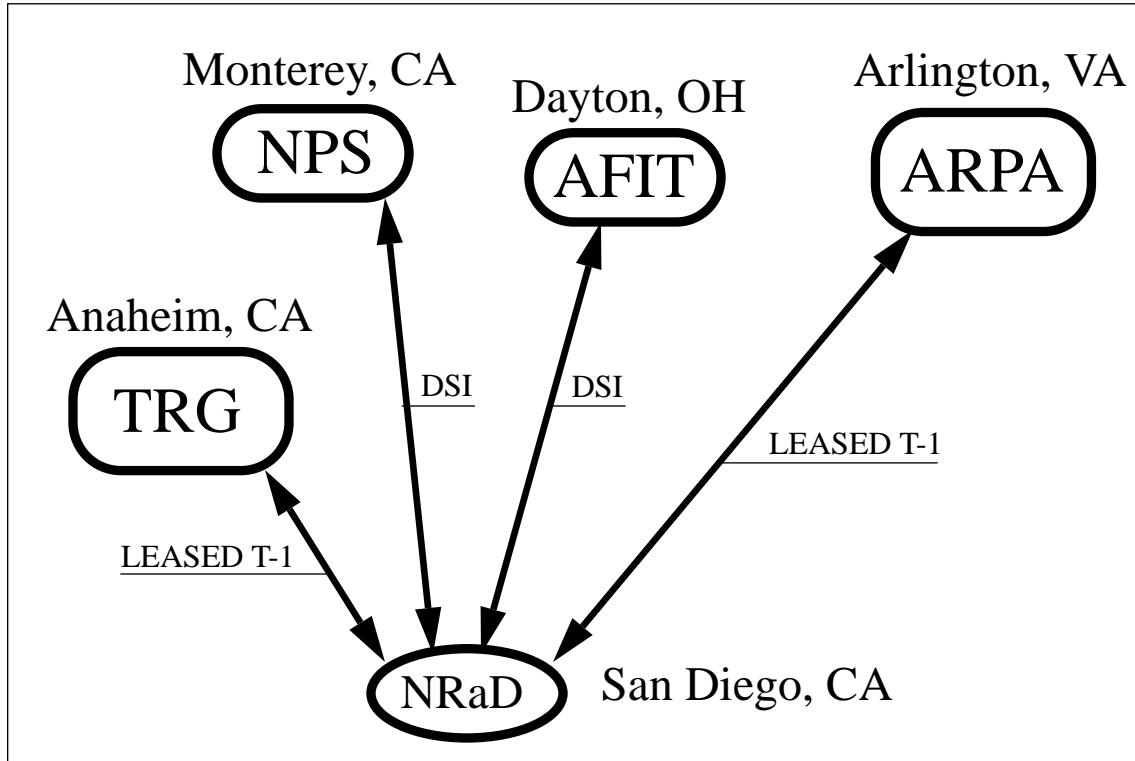 Monterey, CA
NPS
Dayton, OH
AFIT
Arlington, VA
ARPA
Anaheim, CA
TRG
DSI
DSI
LEASED T-1
LEASED T-1
NRaD
San Diego, CA